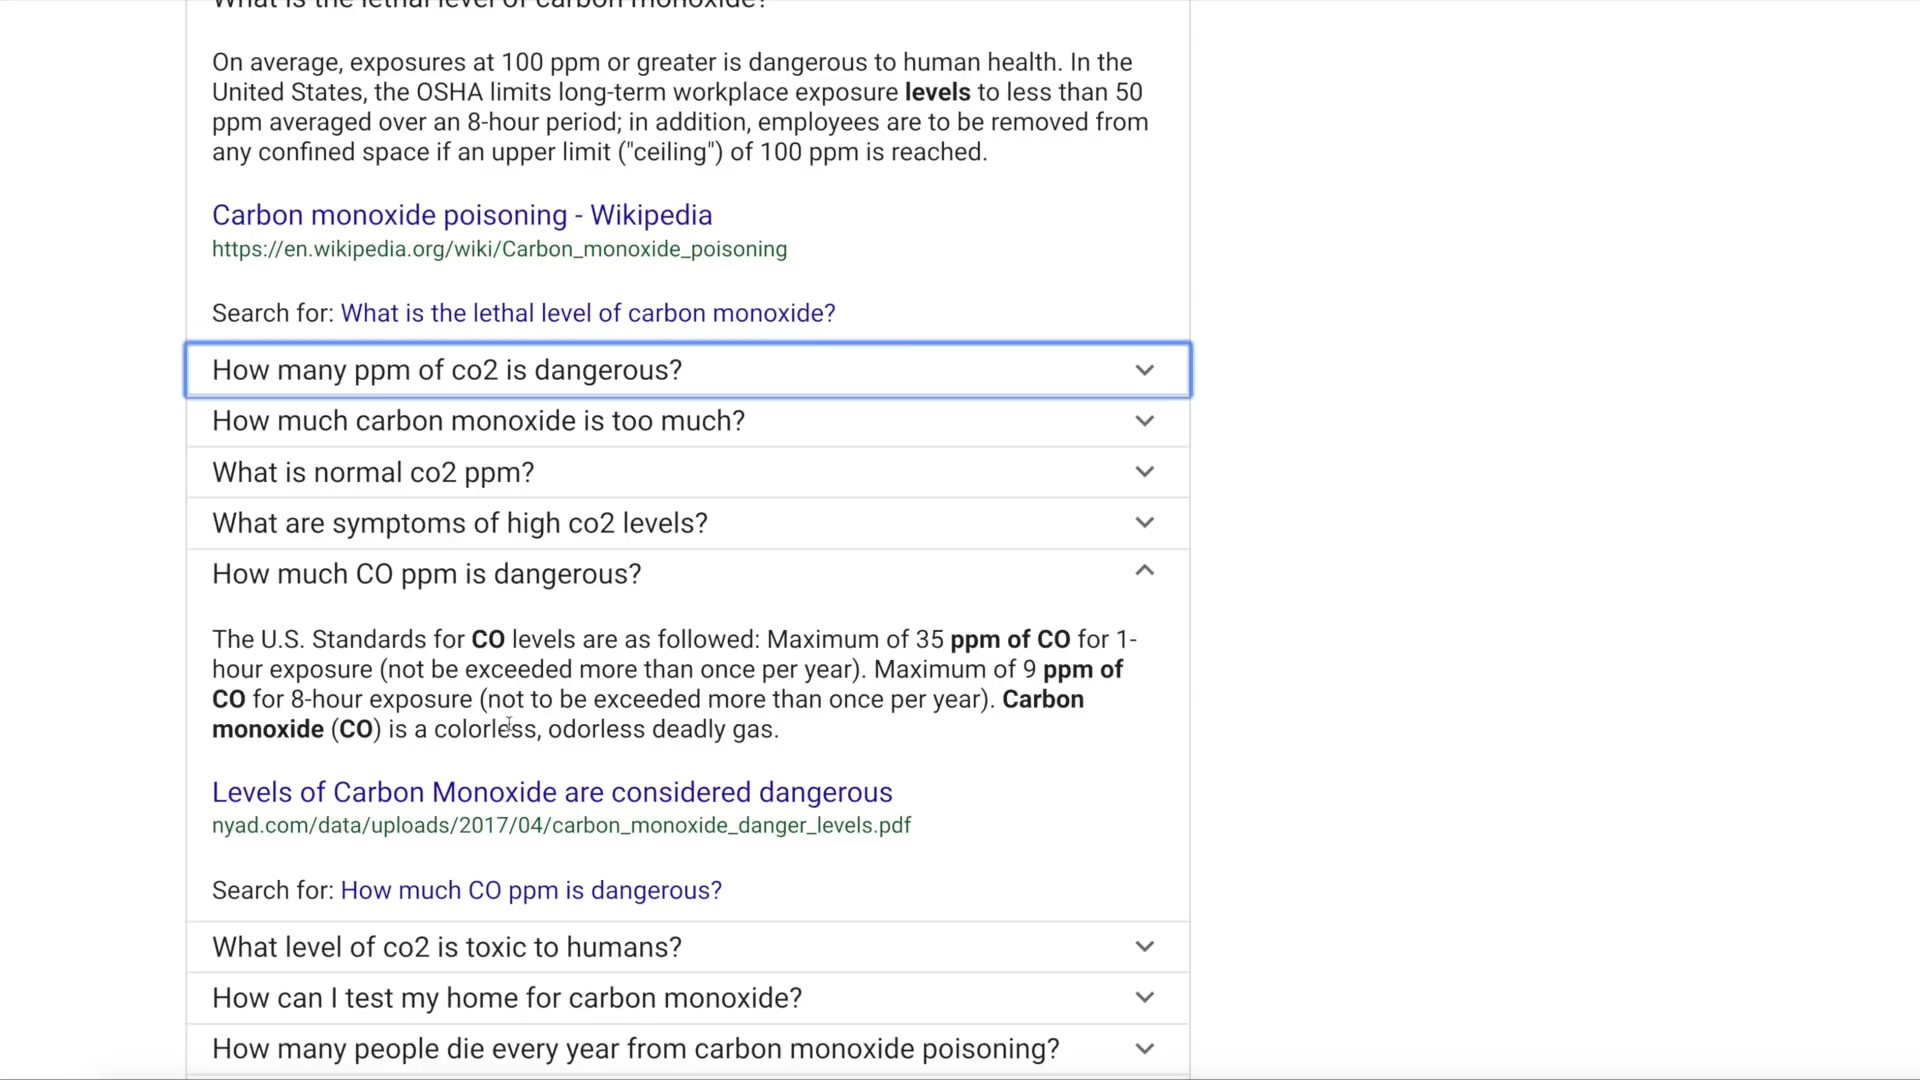 What is the lethal level of carbon monoxide?
On average, exposures at 100 ppm or greater is dangerous to human health. In the
United States, the OSHA limits long-term workplace exposure levels to less than 50
ppm averaged over an 8-hour period; in addition, employees are to be removed from
any confined space if an upper limit ("ceiling") of 100 ppm is reached.
Carbon monoxide poisoning - Wikipedia
https://en.wikipedia.org/wiki/Carbon_monoxide_poisoning
Search for: What is the lethal level of carbon monoxide?
How many ppm of co2 is dangerous?
How much carbon monoxide is too much?
What is normal co2 ppm?
What are symptoms of high co2 levels?
How much CO ppm is dangerous?
The U.S. Standards for CO levels are as followed: Maximum of 35 ppm of CO for 1-
hour exposure (not be exceeded more than once per year). Maximum of 9 ppm of
CO for 8-hour exposure (not to be exceeded more than once per year). Carbon
monoxide (CO) is a colorless, odorless deadly gas.
Levels of Carbon Monoxide are considered dangerous
nyad.com/data/uploads/2017/04/carbon_monoxide_danger_levels.pdf
Search for: How much CO ppm is dangerous?
What level of co2 is toxic to humans?
How can I test my home for carbon monoxide?
How many people die every year from carbon monoxide poisoning?